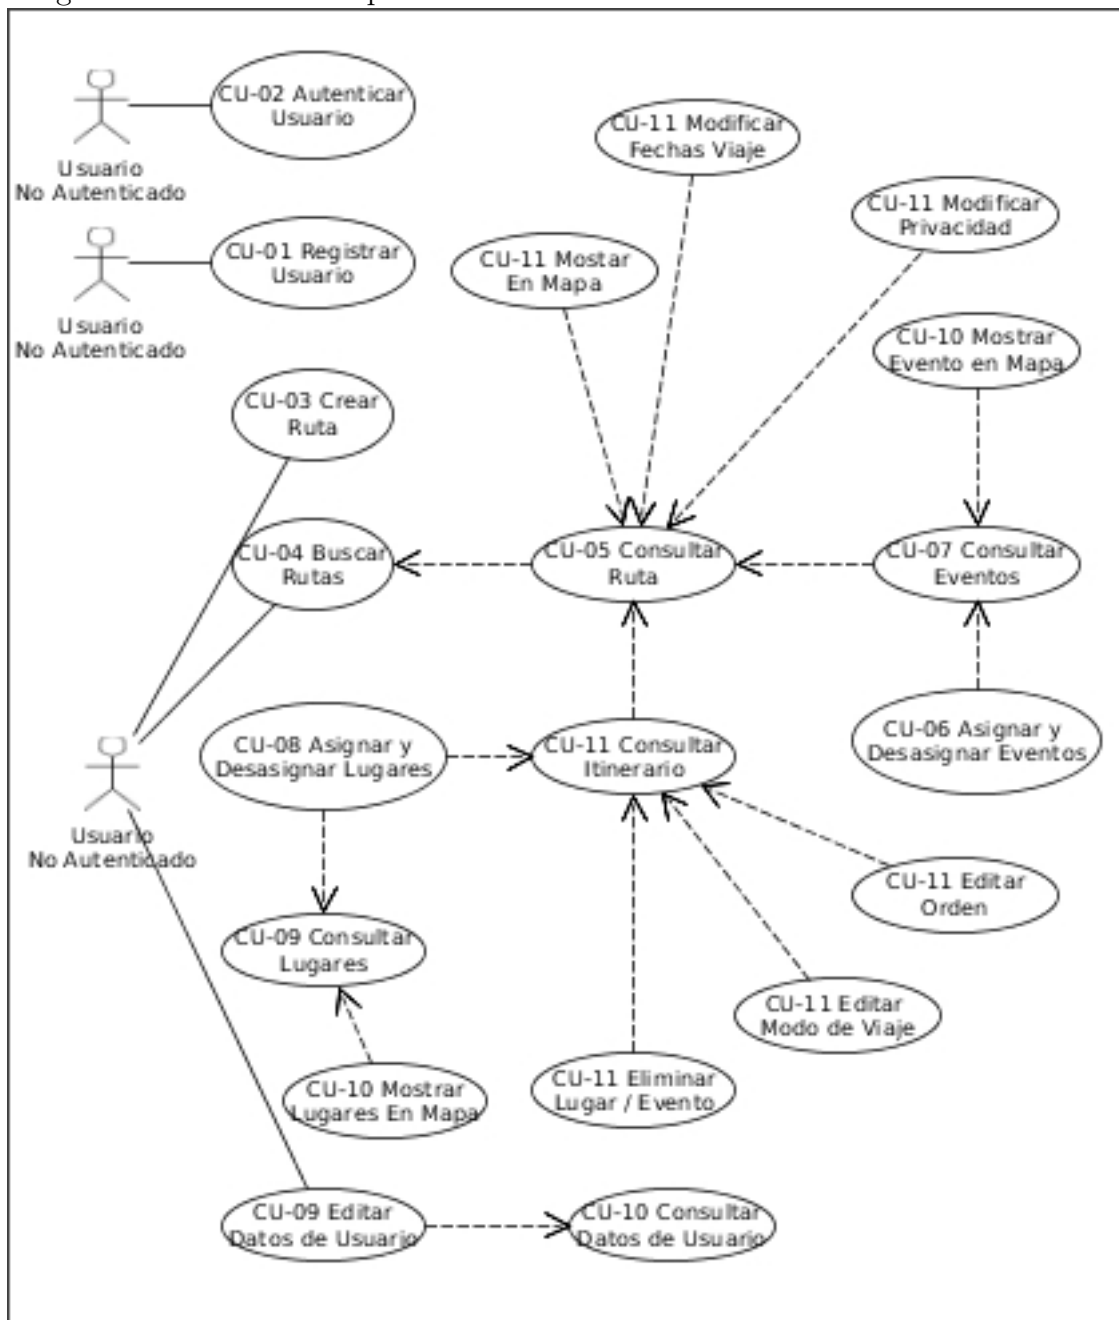 CU-02 Autenticar
Usuario
Usuario
No Autenticado
CU-11 Modificar
Fechas Viaje
CU-11 Modificar
Privacidad
CU-01 Registrar
Usuario
Usuario
No Autenticado
CU-11 Mostar
En Mapa
CU-10 Mostrar
Evento en Mapa
CU-03 Crear
Ruta
CU-04 Buscar
Rutas
CU-05 Consultar
Ruta
CU-07 Consultar
Eventos
CU-08 Asignar y
Desasignar Lugares
CU-11 Consultar
Itinerario
CU-06 Asignar y
Desasignar Eventos
Usuario
No Autenticado
CU-11 Editar
Orden
CU-09 Consultar
Lugares
CU-11 Editar
Modo de Viaje
CU-10 Mostrar
Lugares En Mapa
CU-11 Eliminar
Lugar / Evento
CU-09 Editar
Datos de Usuario
CU-10 Consultar
Datos de Usuario